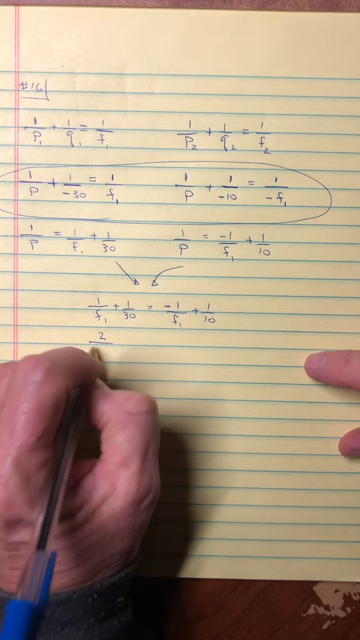 #16
1/P₁ + 1/q₁ = 1/f₁    1/P₂ + 1/q₂ = 1/f₂
1/P + 1/-30 = 1/f₁    1/P + 1/-10 = 1/-f₁
1/P = 1/f₁ + 1/30    1/P = -1/f₁ + 1/10
1/f₁ + 1/30 = -1/f₁ + 1/10
2/